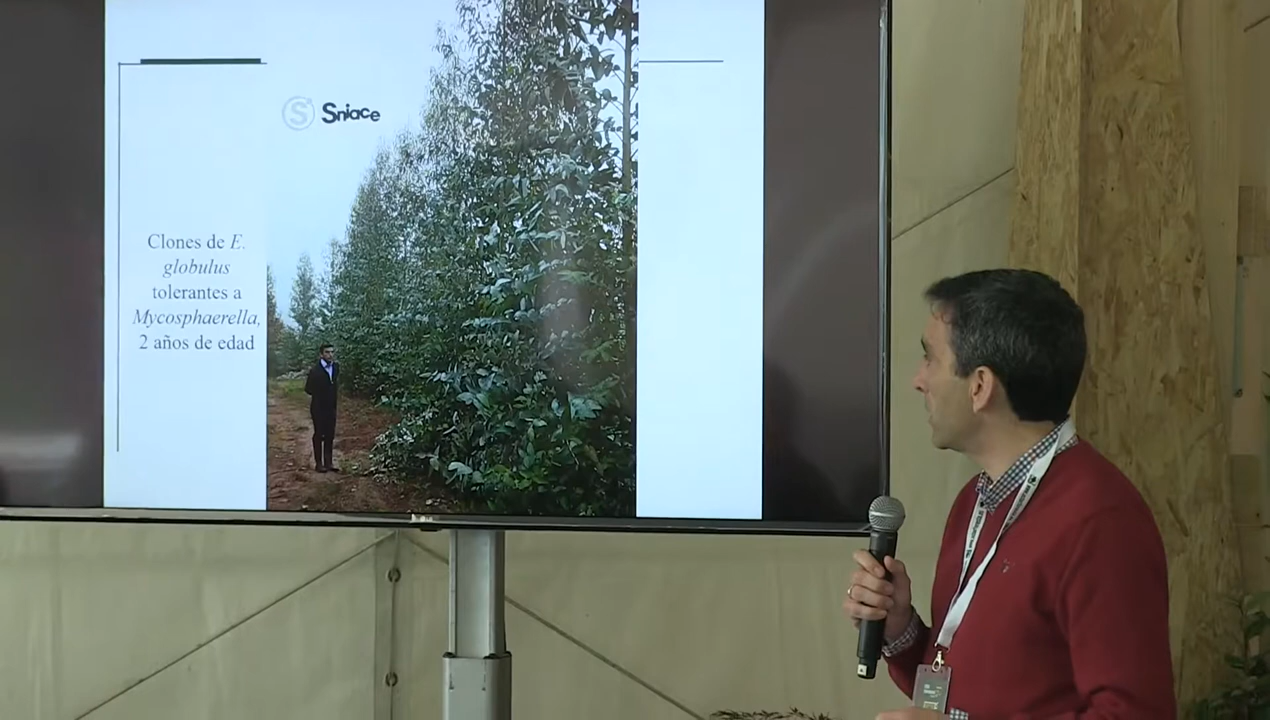 Sniace
Clones de E.
globulus
tolerantes a
Mycosphaerella,
2 años de edad